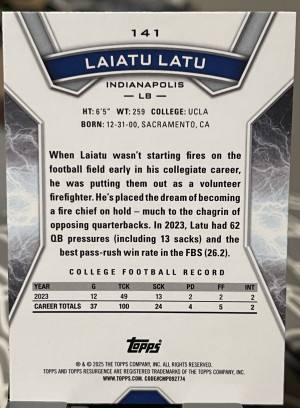 141
LAIATU LATU
INDIANAPOLIS
— LB —
HT: 6'5" WT: 259 COLLEGE: UCLA
BORN: 12-31-00, SACRAMENTO, CA
When Laiatu wasn't starting fires on the
football field early in his collegiate career,
he was putting them out as a volunteer
firefighter. He's placed the dream of becoming
a fire chief on hold – much to the chagrin of
opposing quarterbacks. In 2023, Latu had 62
QB pressures (including 13 sacks) and the
best pass-rush win rate in the FBS (26.2).
COLLEGE FOOTBALL RECORD
YEAR G TCK SCK PD FF INT
2023 12 49 13 2 2 2
CAREER TOTALS 37 100 24 4 5 2
Topps
® & © 2025 THE TOPPS COMPANY, INC. ALL RIGHTS RESERVED.
TOPPS AND TOPPS RESURGENCE ARE REGISTERED TRADEMARKS OF THE TOPPS COMPANY, INC.
WWW.TOPPS.COM. CODE#CMP092774